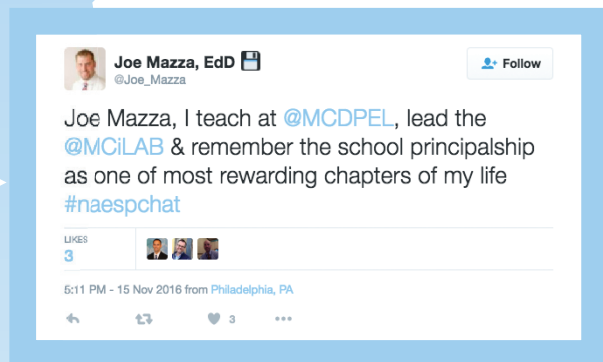 Joe Mazza, EdD 💾
@Joe_Mazza
Follow
Joe Mazza, I teach at @MCDPEL, lead the
@MCiLAB & remember the school principalship
as one of most rewarding chapters of my life
#naespchat
LIKES
3
5:11 PM - 15 Nov 2016 from Philadelphia, PA
3